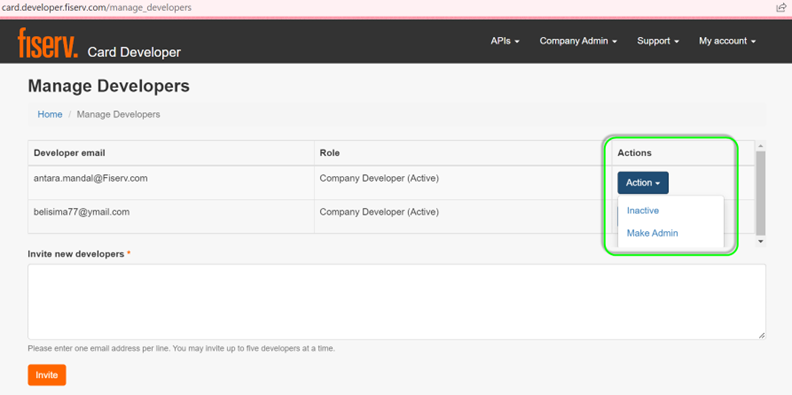 card.developer.fiserv.com/manage_developers
fiserv. Card Developer
APIs Company Admin Support My account
Manage Developers
Home / Manage Developers
Developer email Role Actions
antara.mandal@Fiserv.com Company Developer (Active) Action
belisima77@ymail.com Company Developer (Active)
Inactive
Make Admin
Invite new developers *
Please enter one email address per line. You may invite up to five developers at a time.
Invite